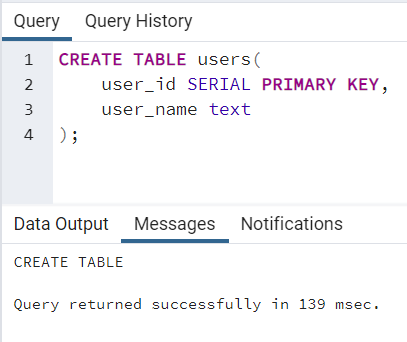 Query Query History
1 CREATE TABLE users(
2 user_id SERIAL PRIMARY KEY,
3 user_name text
4 );
Data Output Messages Notifications
CREATE TABLE
Query returned successfully in 139 msec.